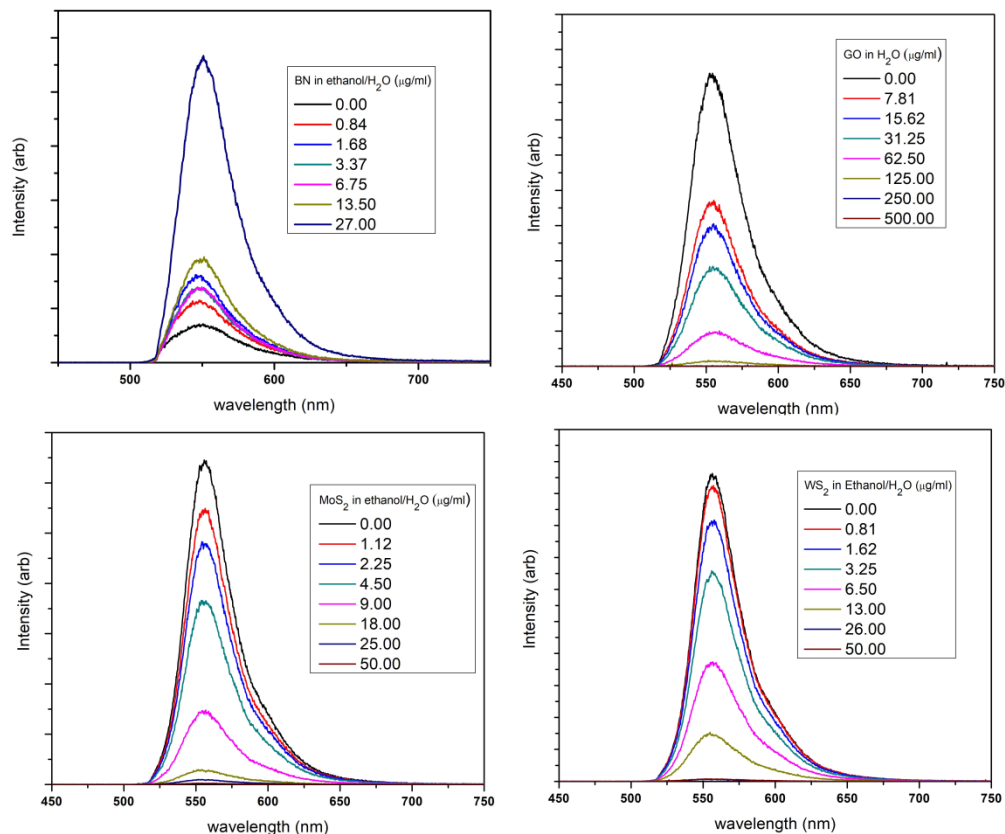 Intensity (arb)
BN in ethanol/H2O (μg/ml)
0.00
0.84
1.68
3.37
6.75
13.50
27.00
500 600 700
wavelength (nm)
Intensity (arb)
GO in H2O (μg/ml)
0.00
7.81
15.62
31.25
62.50
125.00
250.00
500.00
450 500 550 600 650 700 750
wavelength (nm)
Intensity (arb)
MoS2 in ethanol/H2O (μg/ml)
0.00
1.12
2.25
4.50
9.00
18.00
25.00
50.00
450 500 550 600 650 700 750
wavelength (nm)
Intensity (arb)
WS2 in Ethanol/H2O (μg/ml)
0.00
0.81
1.62
3.25
6.50
13.00
26.00
50.00
450 500 550 600 650 700 750
wavelength (nm)